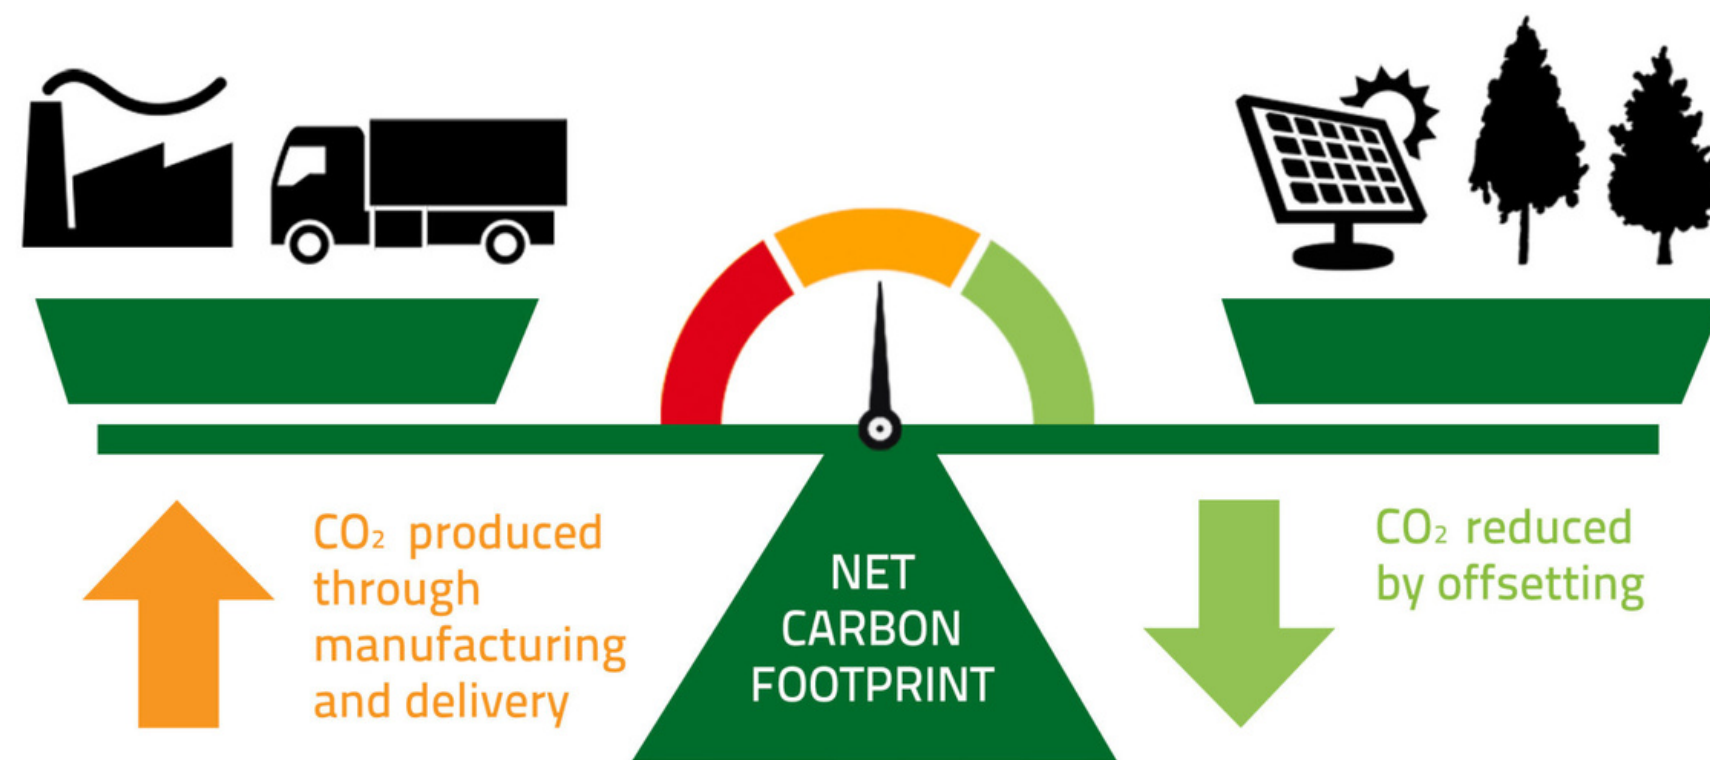 CO₂ produced
through
manufacturing
and delivery
NET
CARBON
FOOTPRINT
CO₂ reduced
by offsetting